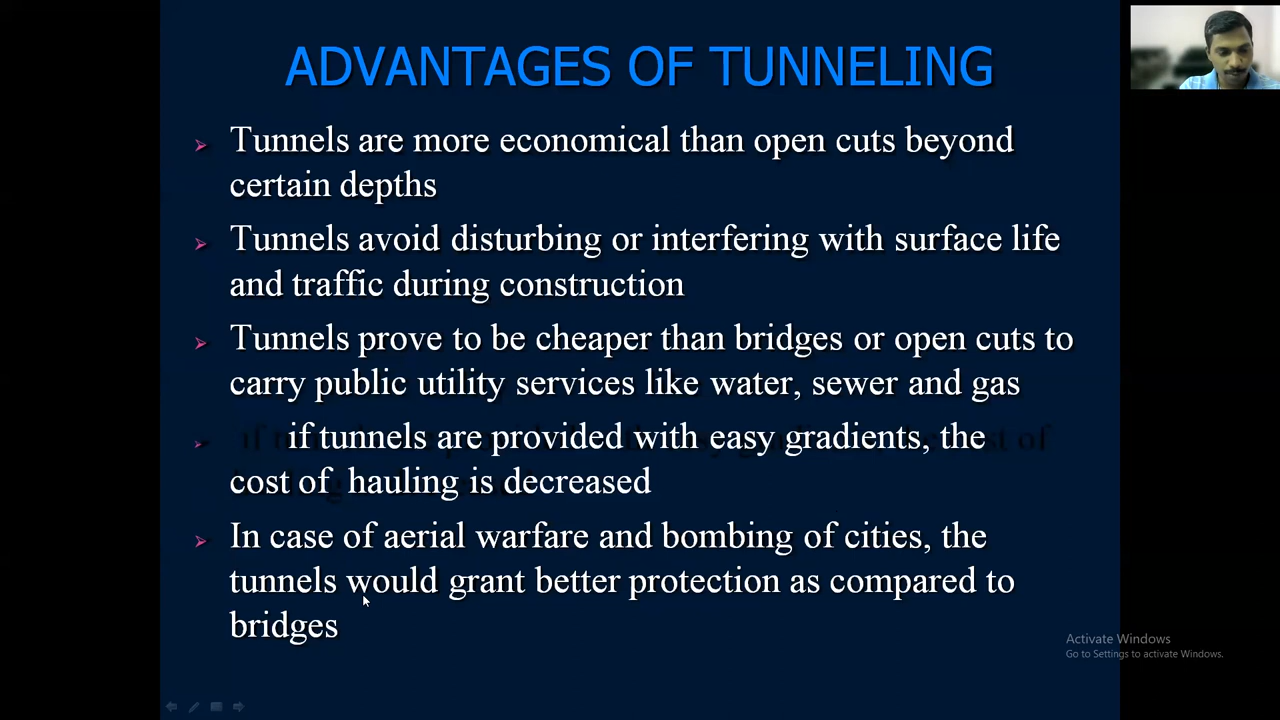 ADVANTAGES OF TUNNELING
Tunnels are more economical than open cuts beyond
certain depths
Tunnels avoid disturbing or interfering with surface life
and traffic during construction
Tunnels prove to be cheaper than bridges or open cuts to
carry public utility services like water, sewer and gas
if tunnels are provided with easy gradients, the
cost of hauling is decreased
In case of aerial warfare and bombing of cities, the
tunnels would grant better protection as compared to
bridges
Activate Windows
Go to Settings to activate Windows.